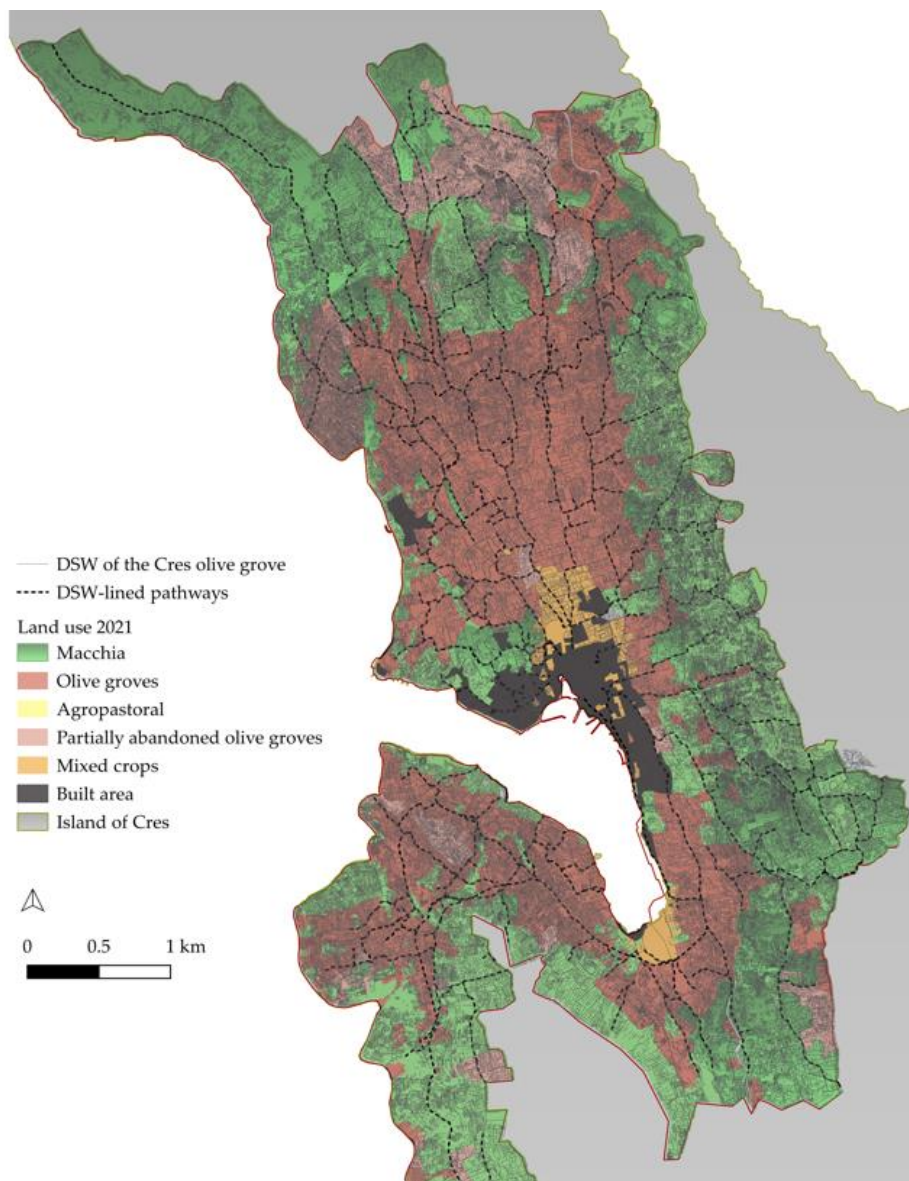 DSW of the Cres olive grove
DSW-lined pathways
Land use 2021
Macchia
Olive groves
Agropastoral
Partially abandoned olive groves
Mixed crops
Built area
Island of Cres
0 0.5 1 km